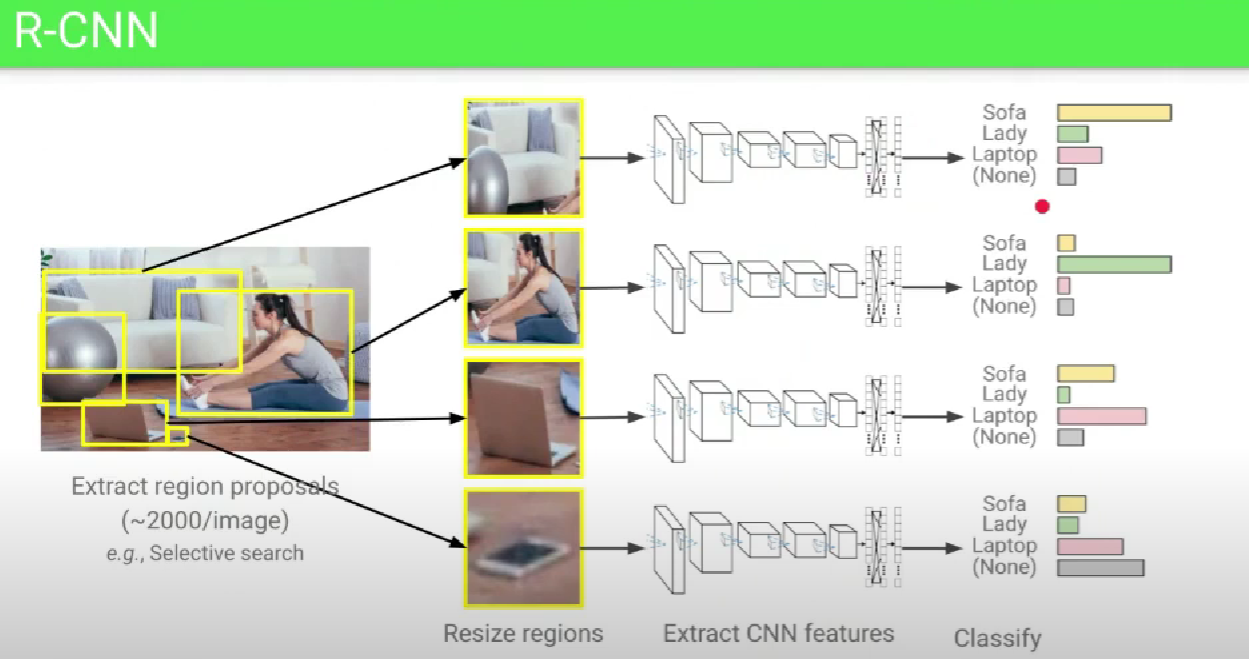 R-CNN
Sofa
Lady
Laptop
(None)
Sofa
Lady
Laptop
(None)
Sofa
Lady
Laptop
(None)
Sofa
Lady
Laptop
(None)
Extract region proposals
(~2000/image)
e.g., Selective search
Resize regions
Extract CNN features
Classify